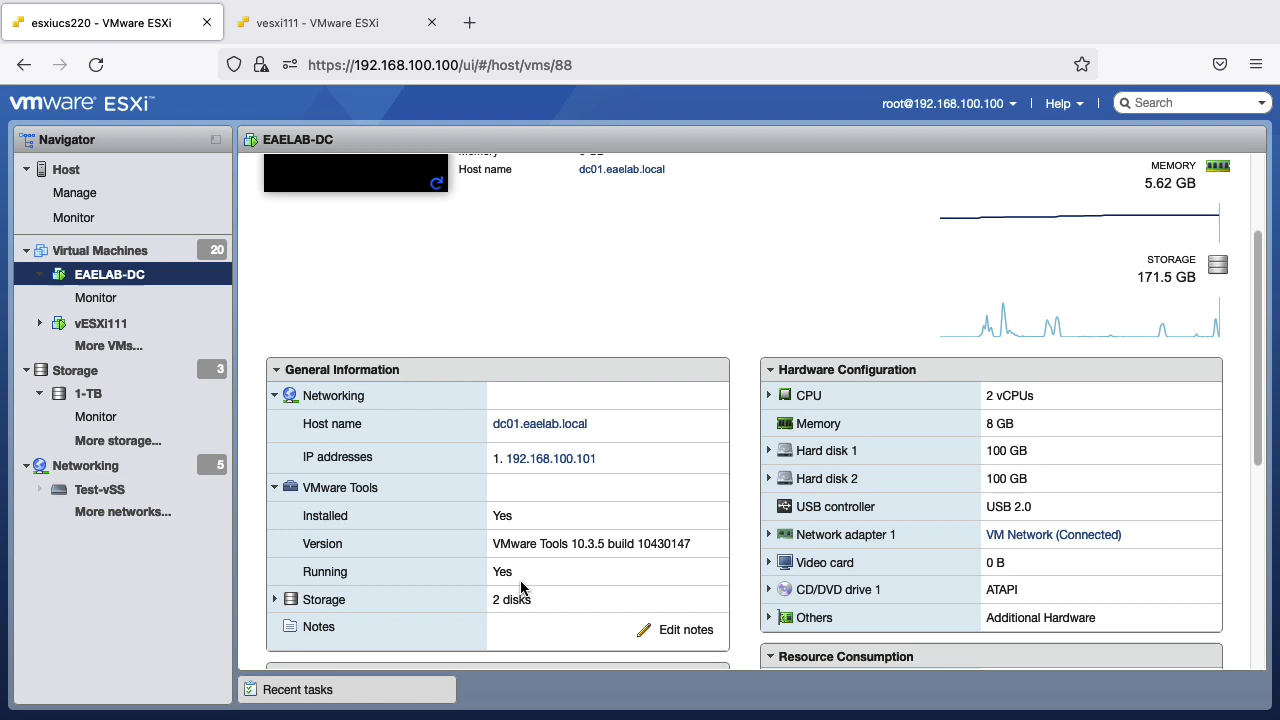 esxiucs220 - VMware ESXi
vesxi111 - VMware ESXi
https://192.168.100.100/ui/#/host/vms/88
vmware ESXi™
root@192.168.100.100
Help
Search
Navigator
Host
Manage
Monitor
Virtual Machines 20
EAELAB-DC
Monitor
vESXi111
More VMs...
Storage 3
1-TB
Monitor
More storage...
Networking 5
Test-vSS
More networks...
EAELAB-DC
Host name dc01.eaelab.local
MEMORY
5.62 GB
STORAGE
171.5 GB
General Information
Networking
Host name dc01.eaelab.local
IP addresses 1. 192.168.100.101
VMware Tools
Installed Yes
Version VMware Tools 10.3.5 build 10430147
Running Yes
Storage 2 disks
Notes Edit notes
Hardware Configuration
CPU 2 vCPUs
Memory 8 GB
Hard disk 1 100 GB
Hard disk 2 100 GB
USB controller USB 2.0
Network adapter 1 VM Network (Connected)
Video card 0 B
CD/DVD drive 1 ATAPI
Others Additional Hardware
Resource Consumption
Recent tasks